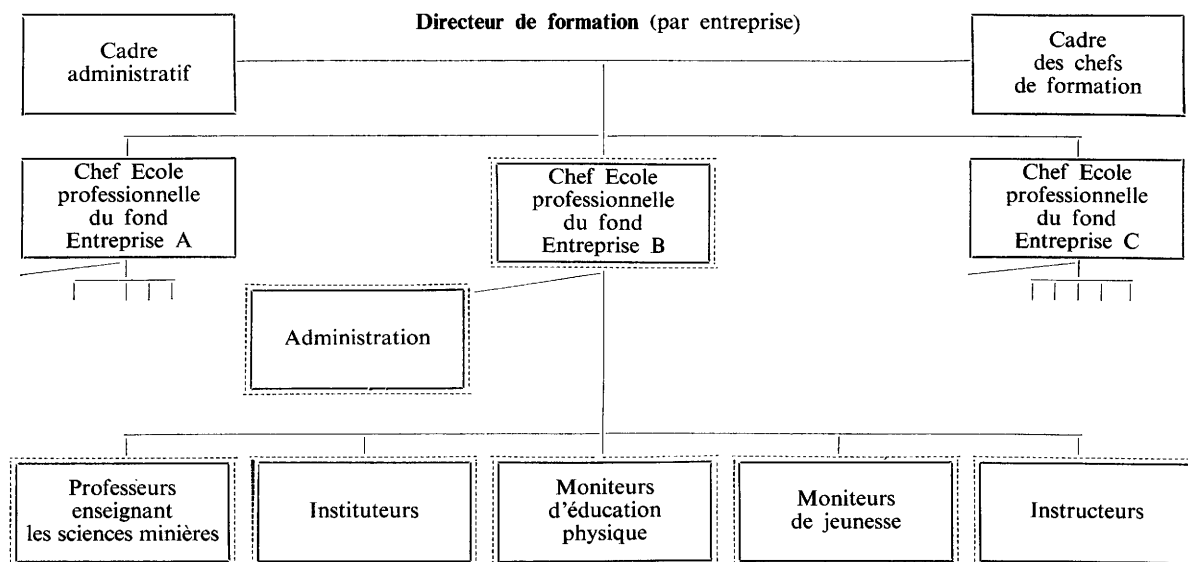 Directeur de formation (par entreprise)
Cadre
administratif
Cadre
des chefs
de formation
Chef Ecole
professionnelle
du fond
Entreprise A
Chef Ecole
professionnelle
du fond
Entreprise B
Chef Ecole
professionnelle
du fond
Entreprise C
Administration
Professeurs
enseignant
les sciences minières
Instituteurs
Moniteurs
d'éducation
physique
Moniteurs
de jeunesse
Instructeurs